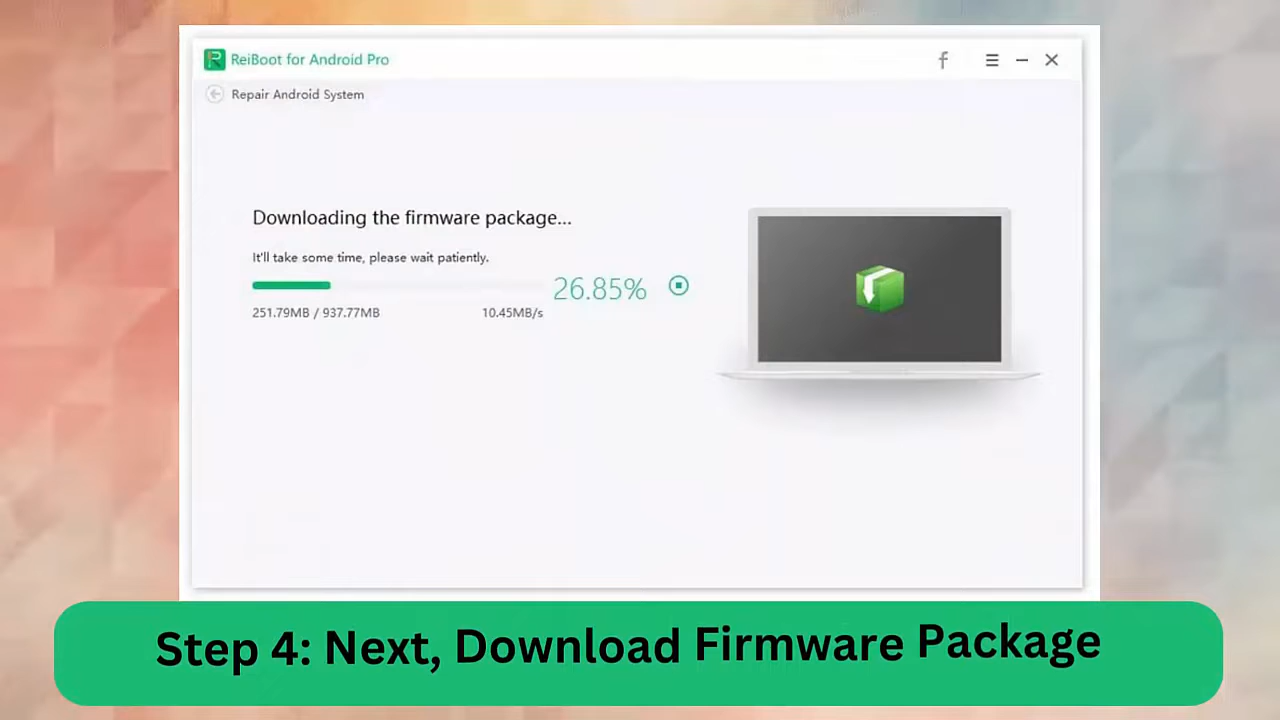 ReiBoot for Android Pro
Repair Android System
Downloading the firmware package...
It'll take some time, please wait patiently.
26.85%
251.79MB / 937.77MB 10.45MB/s
Step 4: Next, Download Firmware Package